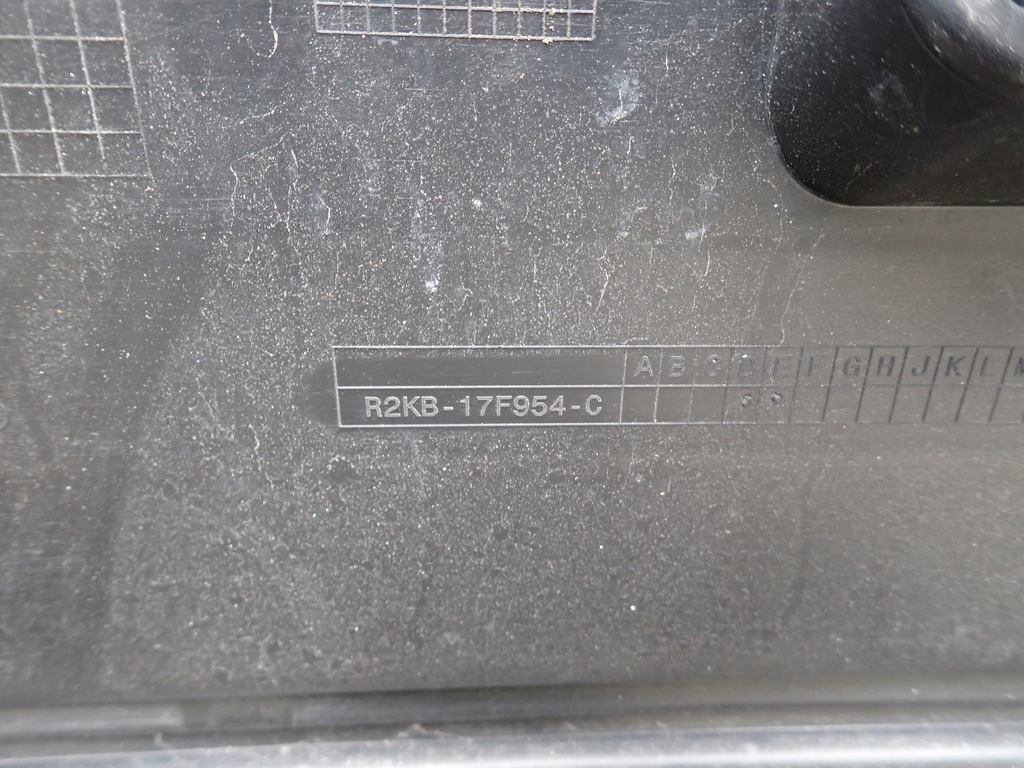 A B C D E F G H J K L M
R2KB-17F954-C